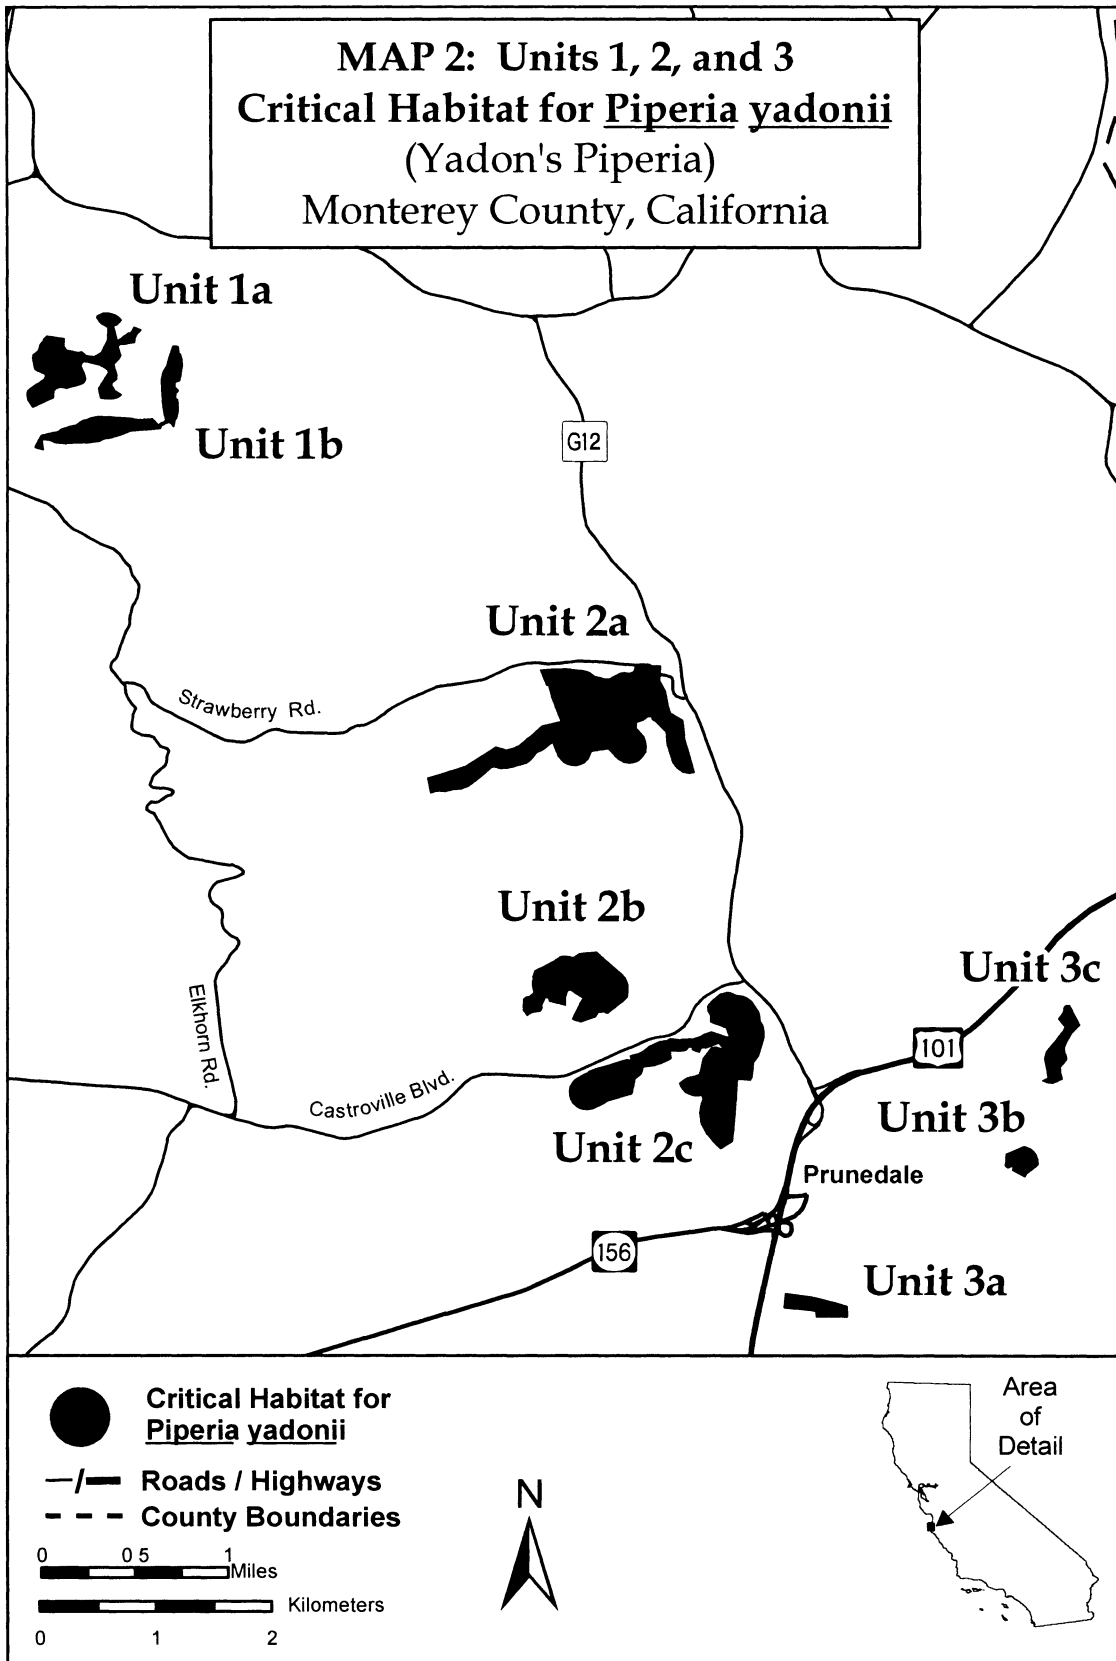 MAP 2: Units 1, 2, and 3
Critical Habitat for Piperia yadonii
(Yadon's Piperia)
Monterey County, California
Unit 1a
Unit 1b
G12
Unit 2a
Strawberry Rd.
Unit 2b
Unit 3c
Elkhorn Rd.
101
Castroville Blvd.
Unit 3b
Unit 2c
Prunedale
156
Unit 3a
Critical Habitat for
Piperia yadonii
Roads / Highways
County Boundaries
0 0 5 1
Miles
Kilometers
0 1 2
N
Area
of
Detail